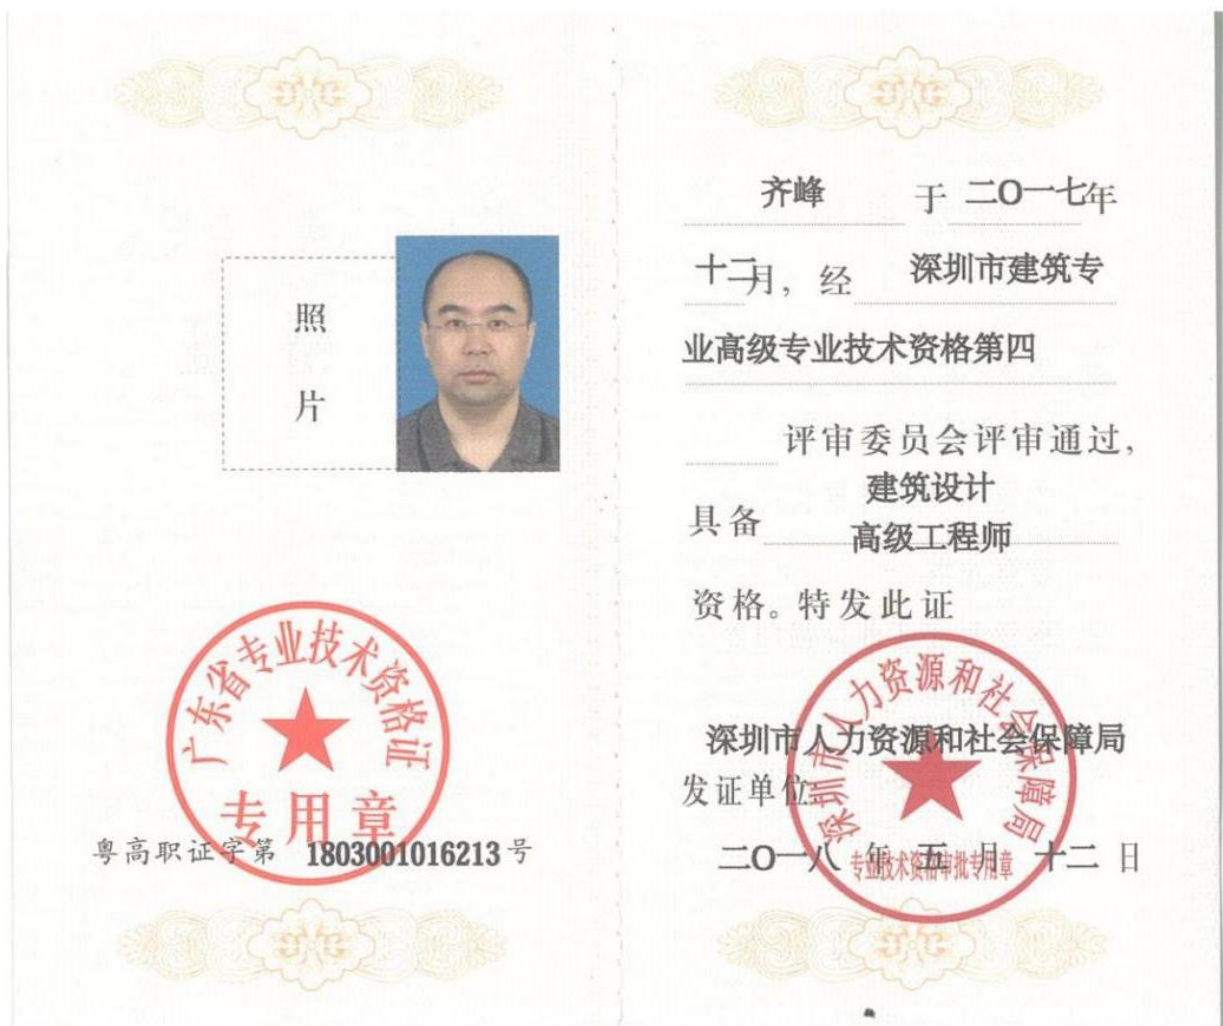 照
片
广东省专业技术资格证
专用章
粤高职证字第 1803001016213 号
齐峰 于 二O一七年
十二月，经 深圳市建筑专
业高级专业技术资格第四
评审委员会评审通过，
建筑设计
具备
高级工程师
资格。特发此证
深圳市人力资源和社会保障局
深圳市人力资源和社会保障局
发证单位
二O一八 年 五 月 十二 日
专业技术资格审批专用章